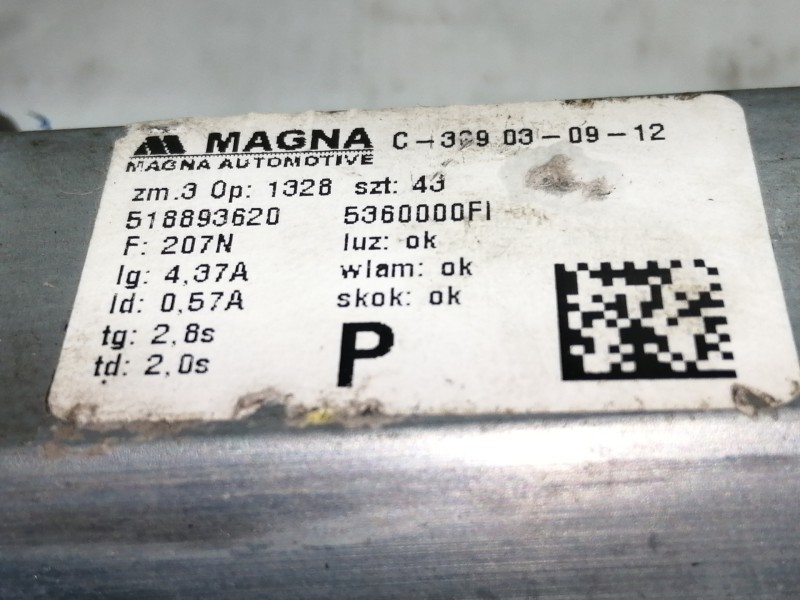 MAGNA 03-09-12
MAGNA AUTOMOTIVE
zm.3 Op: 1328 szt: 43
518893620 5360000FI
F: 207N luz: ok
Ig: 4,37A wlam: ok
Id: 0,57A skok: ok
tg: 2,8s
td: 2,0s
P